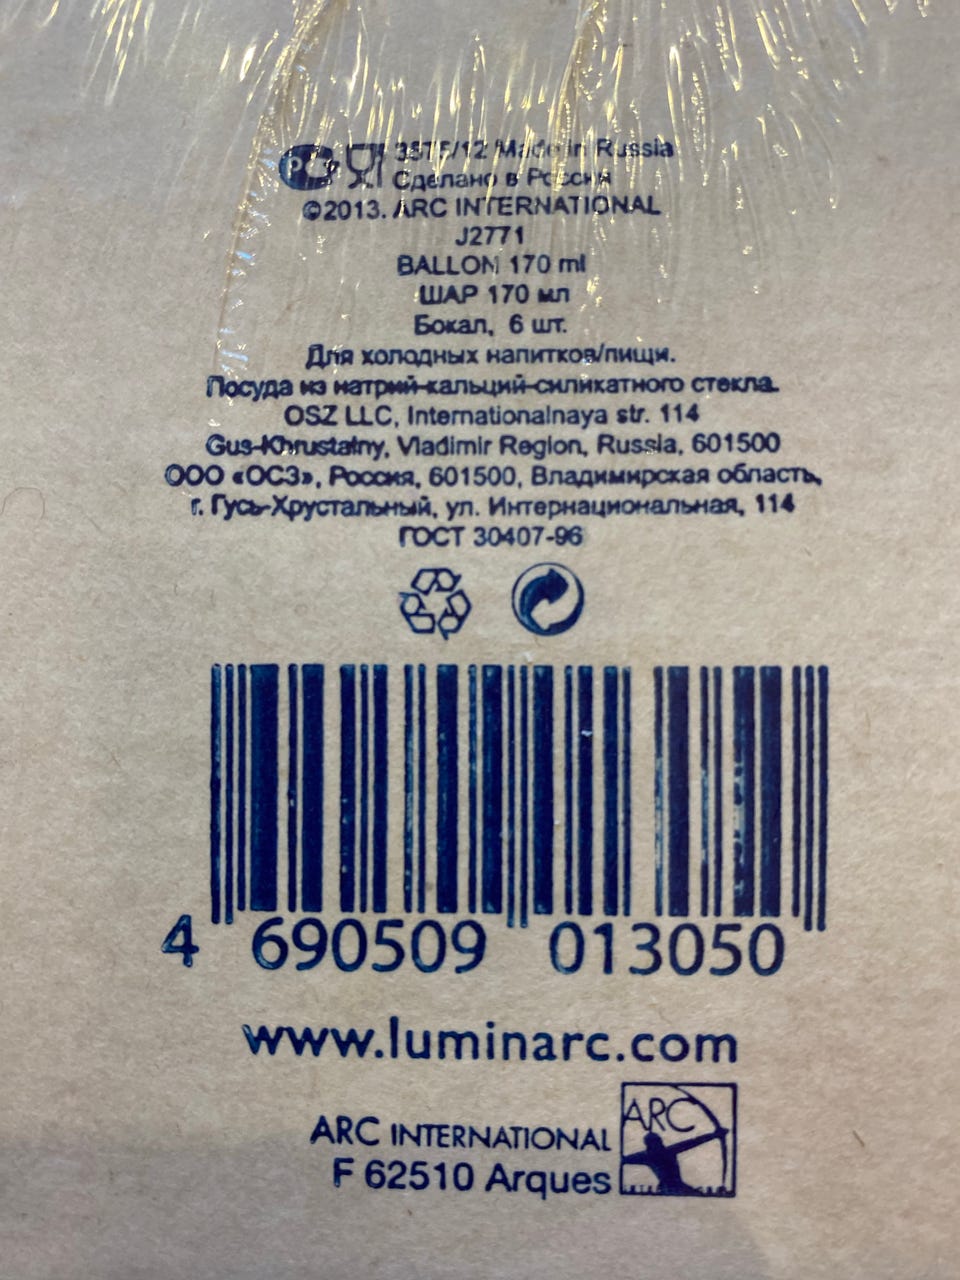 3575/12 Made in Russia
Сделано в России
©2013. ARC INTERNATIONAL
J2771
BALLON 170 ml
ШАР 170 мл
Бокал, 6 шт.
Для холодных напитков/пищи.
Посуда из натрий-кальций-силикатного стекла.
OSZ LLC, Internationalnaya str. 114
Gus-Khrustalny, Vladimir Region, Russia, 601500
ООО «ОСЗ», Россия, 601500, Владимирская область,
г. Гусь-Хрустальный, ул. Интернациональная, 114
ГОСТ 30407-96
4 690509 013050
www.luminarc.com
ARC
ARC INTERNATIONAL
F 62510 Arques